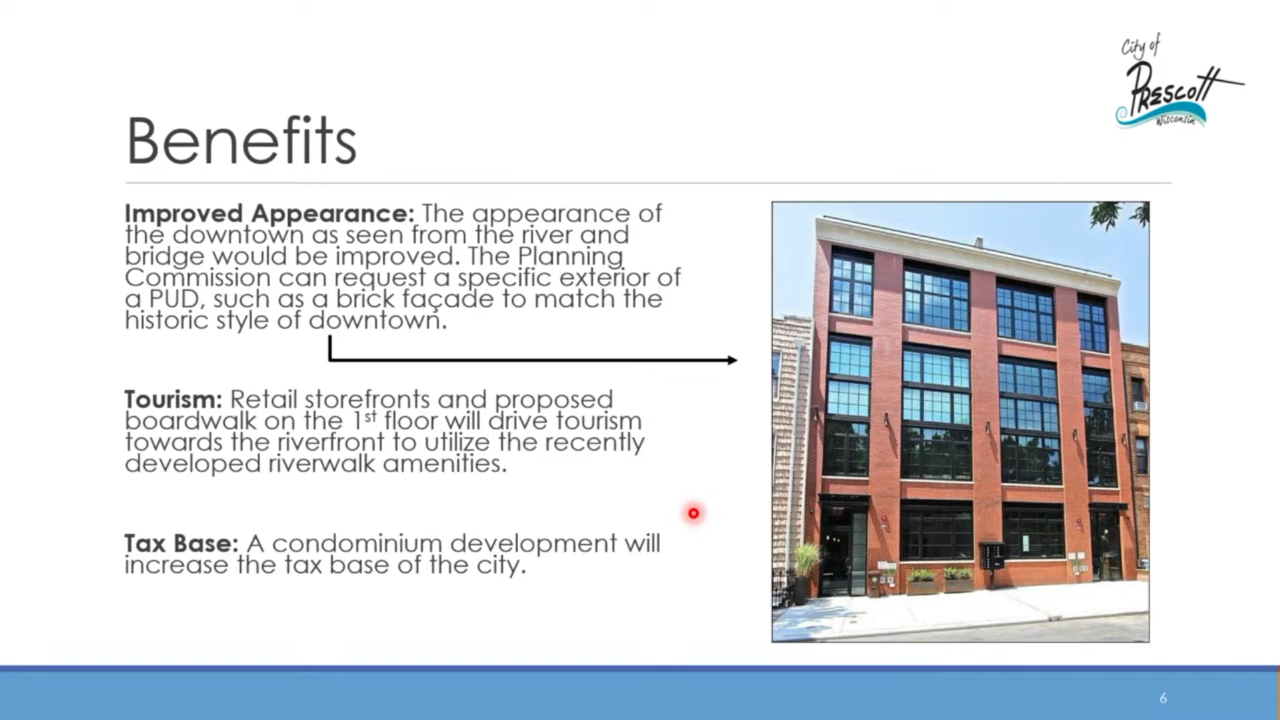 City of
Prescott
Wisconsin
Benefits
Improved Appearance: The appearance of
the downtown as seen from the river and
bridge would be improved. The Planning
Commission can request a specific exterior of
a PUD, such as a brick façade to match the
historic style of downtown.
Tourism: Retail storefronts and proposed
boardwalk on the 1st floor will drive tourism
towards the riverfront to utilize the recently
developed riverwalk amenities.
Tax Base: A condominium development will
increase the tax base of the city.
6